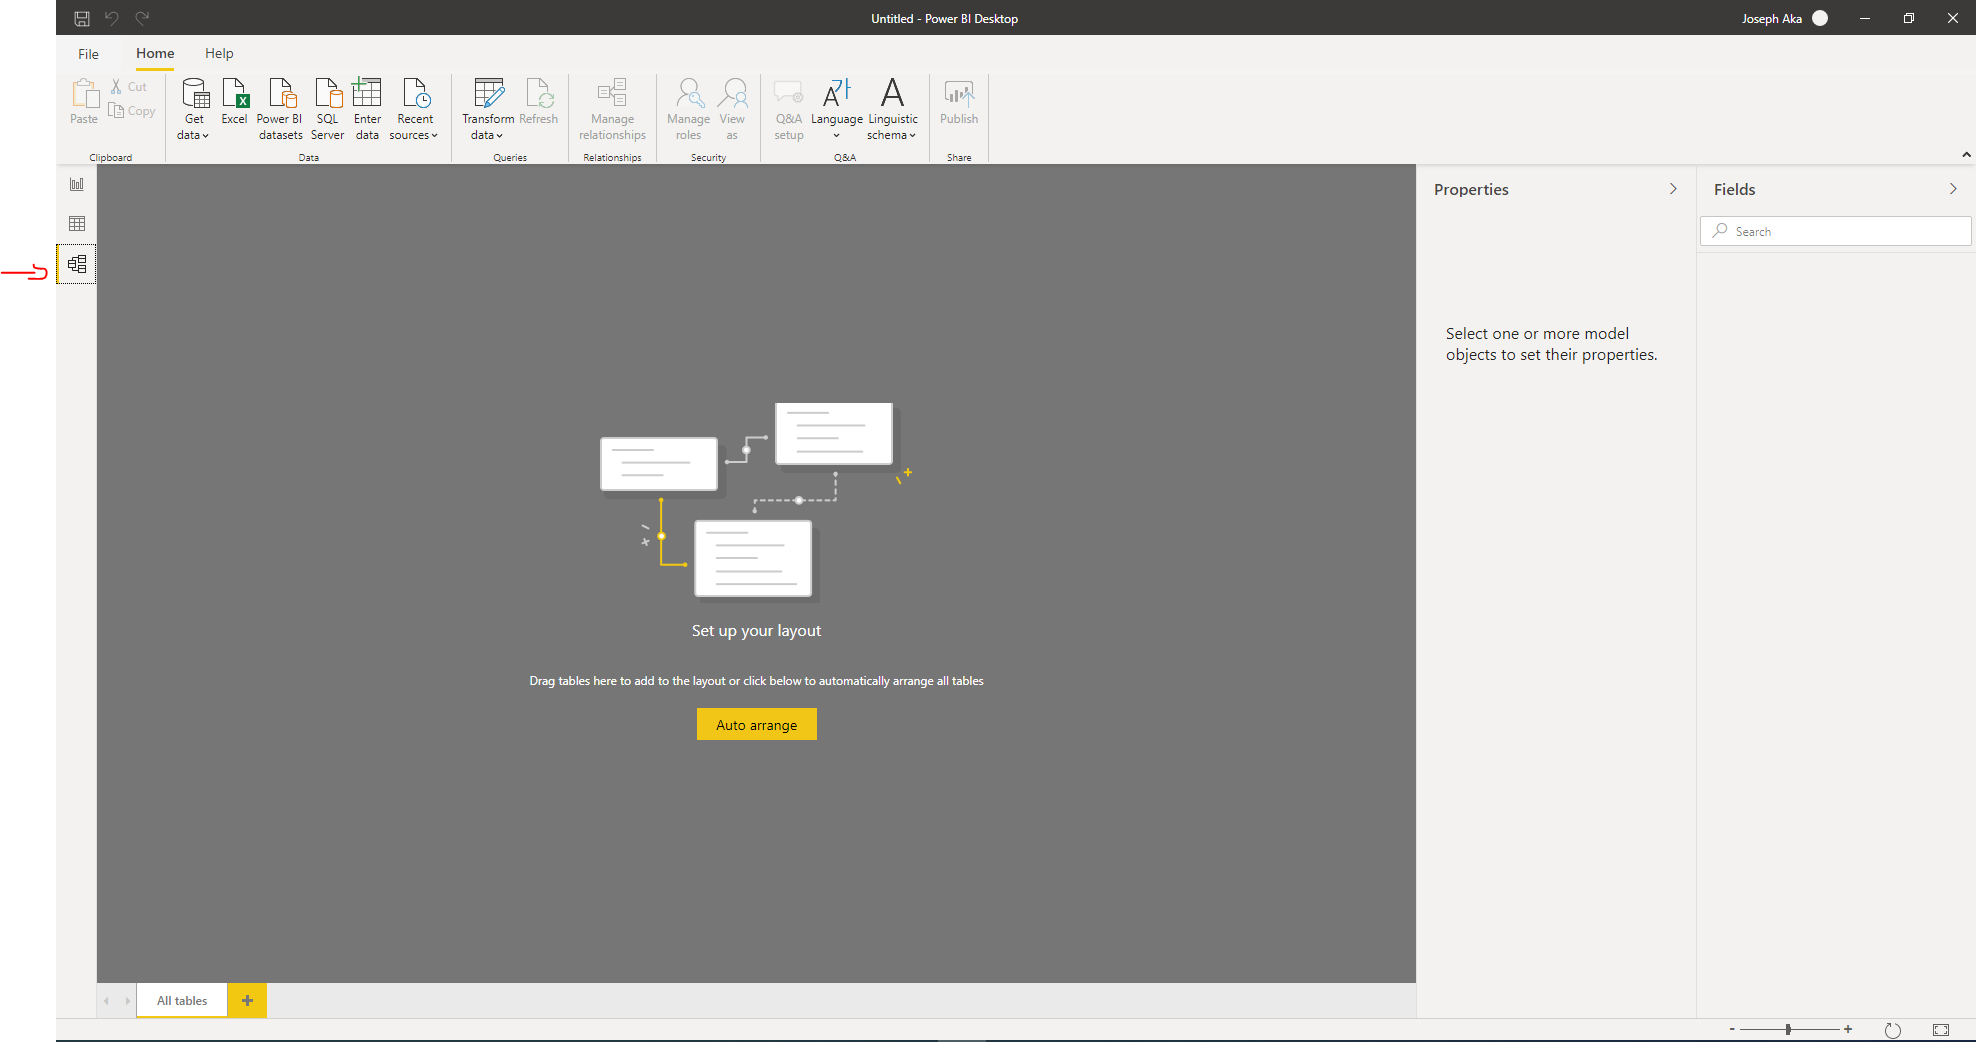 Untitled - Power BI Desktop
Joseph Aka
File
Home
Help
Paste
Cut
Copy
Clipboard
Get
data
Excel
Power BI
datasets
SQL
Server
Enter
data
Recent
sources
Data
Transform
data
Refresh
Queries
Manage
relationships
Relationships
Manage
roles
View
as
Security
Q&A
setup
A가
Language
A
Linguistic
schema
Q&A
Publish
Share
Properties
Fields
Search
Select one or more model
objects to set their properties.
Set up your layout
Drag tables here to add to the layout or click below to automatically arrange all tables
Auto arrange
All tables
+
-
+